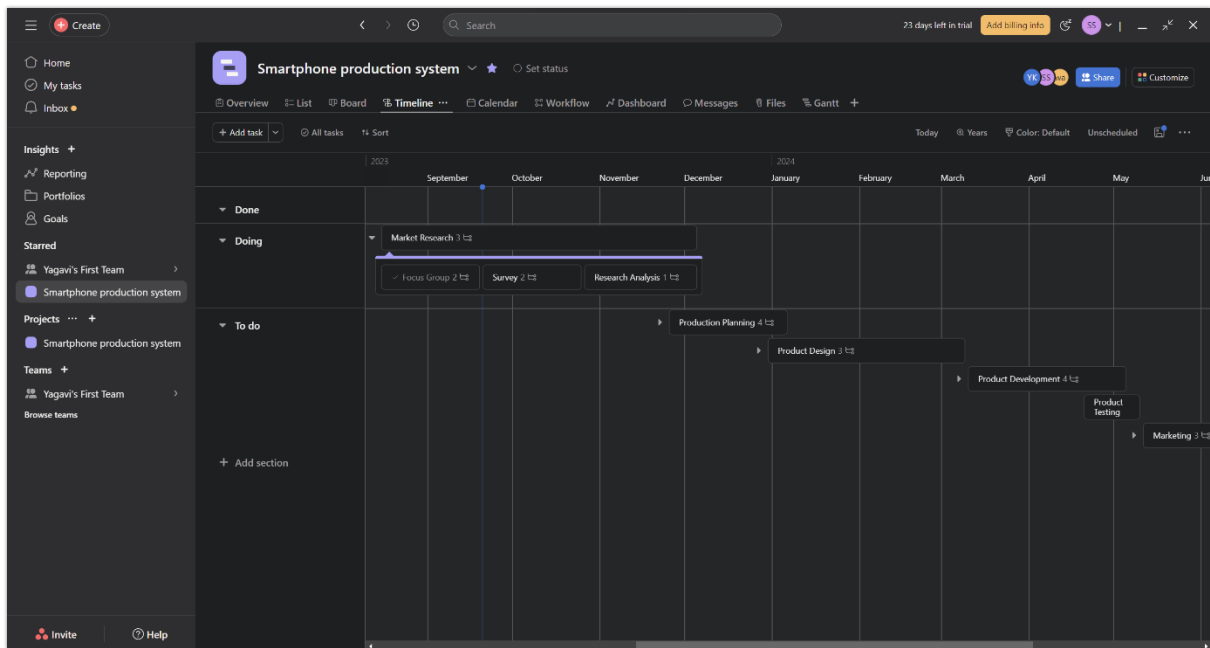 Create
Search
23 days left in trial
Add billing info
SS
Home
My tasks
Inbox
Insights +
Reporting
Portfolios
Goals
Starred
Yagavi's First Team
Smartphone production system
Projects ... +
Smartphone production system
Teams +
Yagavi's First Team
Browse teams
Invite
Help
Smartphone production system
Set status
YK SS wa
Share
Customize
Overview List Board Timeline ... Calendar Workflow Dashboard Messages Files Gantt +
+ Add task All tasks Sort
Today Years Color: Default Unscheduled ...
2023 2024
September October November December January February March April May Ju
Done
Doing
Market Research 3
Focus Group 2 Survey 2 Research Analysis 1
To do
Production Planning 4
Product Design 3
Product Development 4
Product
Testing
Marketing 3
+ Add section